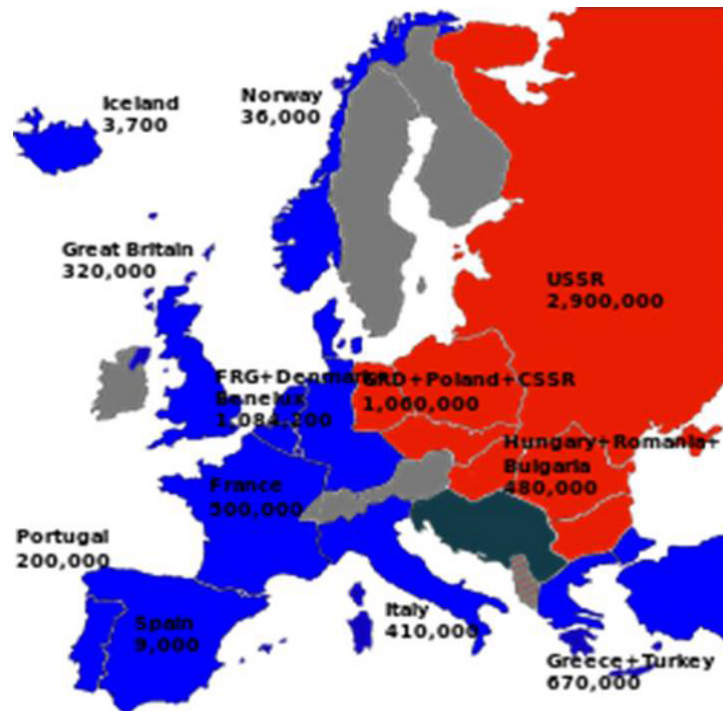 Iceland
3,700
Norway
36,000
Great Britain
320,000
USSR
2,900,000
FRG+Denmark+
Benelux
1,084,200
GRD+Poland+CSSR
1,060,000
Hungary+Romania+
Bulgaria
480,000
France
500,000
Portugal
200,000
Spain
9,000
Italy
410,000
Greece+Turkey
670,000